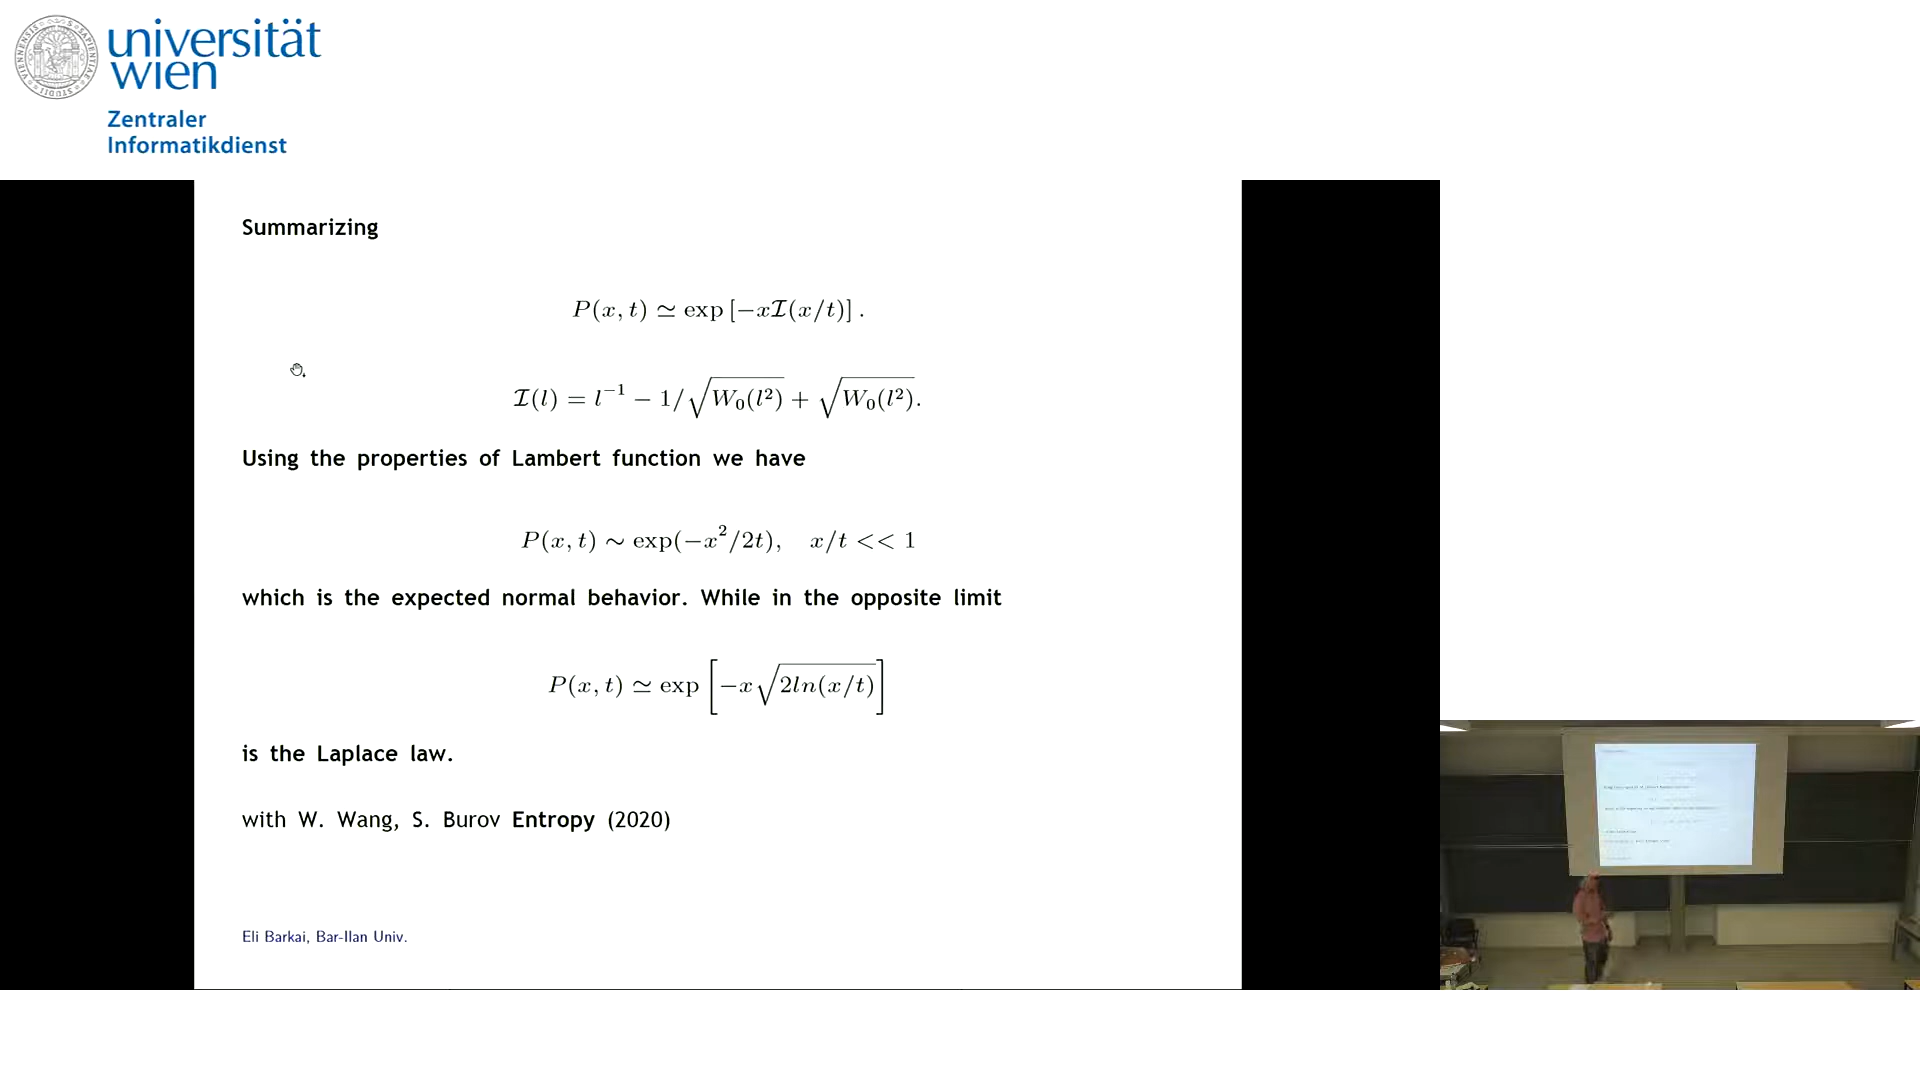 universität
wien
Zentraler
Informatikdienst
Summarizing
P(x, t) ≃ exp [−xI(x/t)] .
I(l) = l⁻¹ − 1/√W₀(l²) + √W₀(l²).
Using the properties of Lambert function we have
P(x, t) ∼ exp(−x²/2t), x/t << 1
which is the expected normal behavior. While in the opposite limit
P(x, t) ≃ exp [−x√2ln(x/t)]
is the Laplace law.
with W. Wang, S. Burov Entropy (2020)
Eli Barkai, Bar-Ilan Univ.